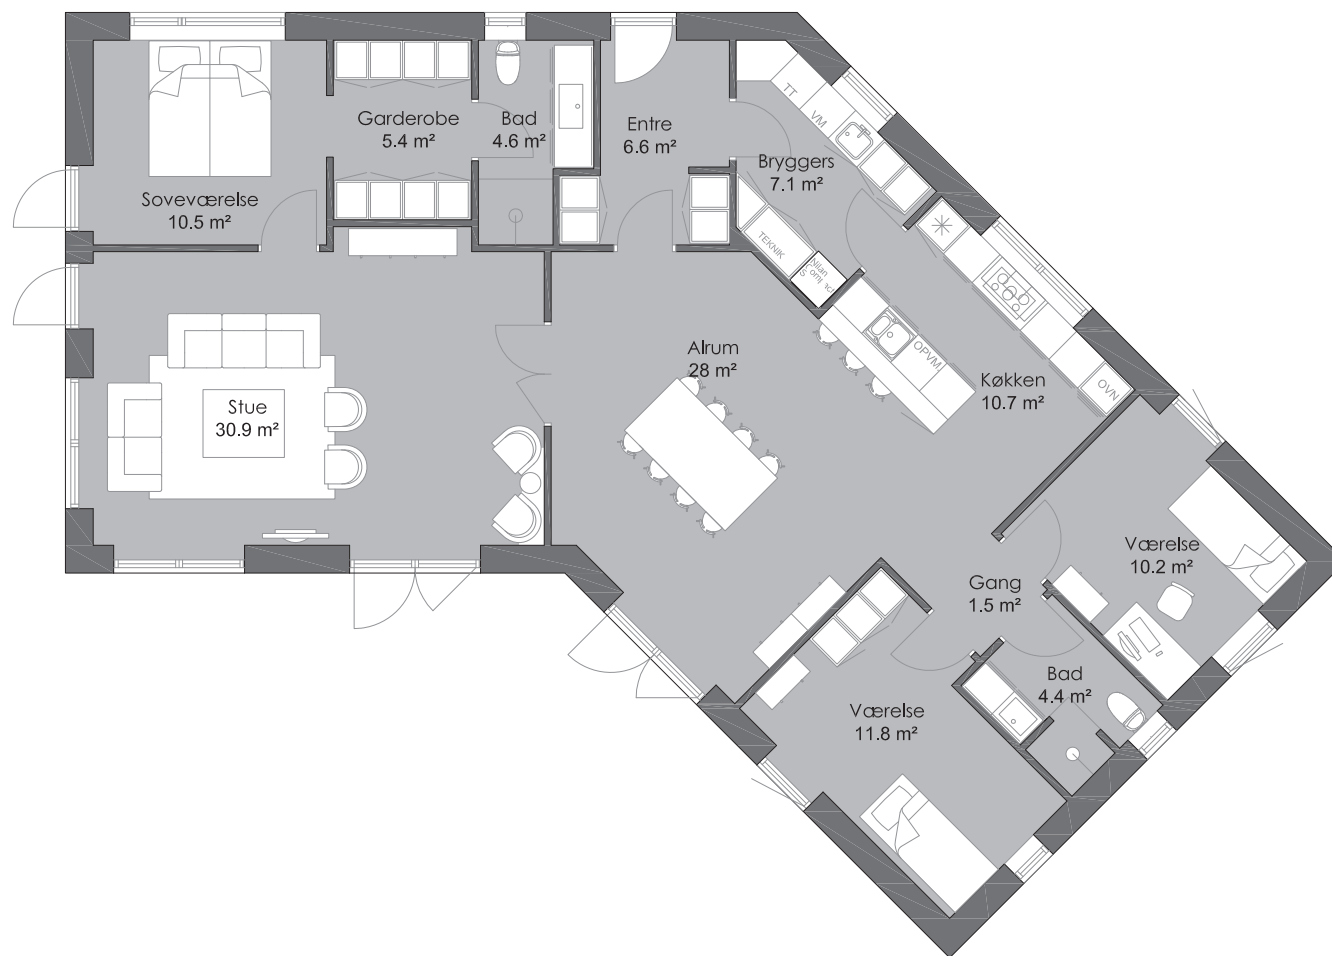 Garderobe
5.4 m²
Bad
4.6 m²
Entre
6.6 m²
TT
VM
Bryggers
7.1 m²
Soveværelse
10.5 m²
TEKNIK
Nilan
Alrum
28 m²
OPVM
Køkken
10.7 m²
OVN
Stue
30.9 m²
Værelse
10.2 m²
Gang
1.5 m²
Bad
4.4 m²
Værelse
11.8 m²